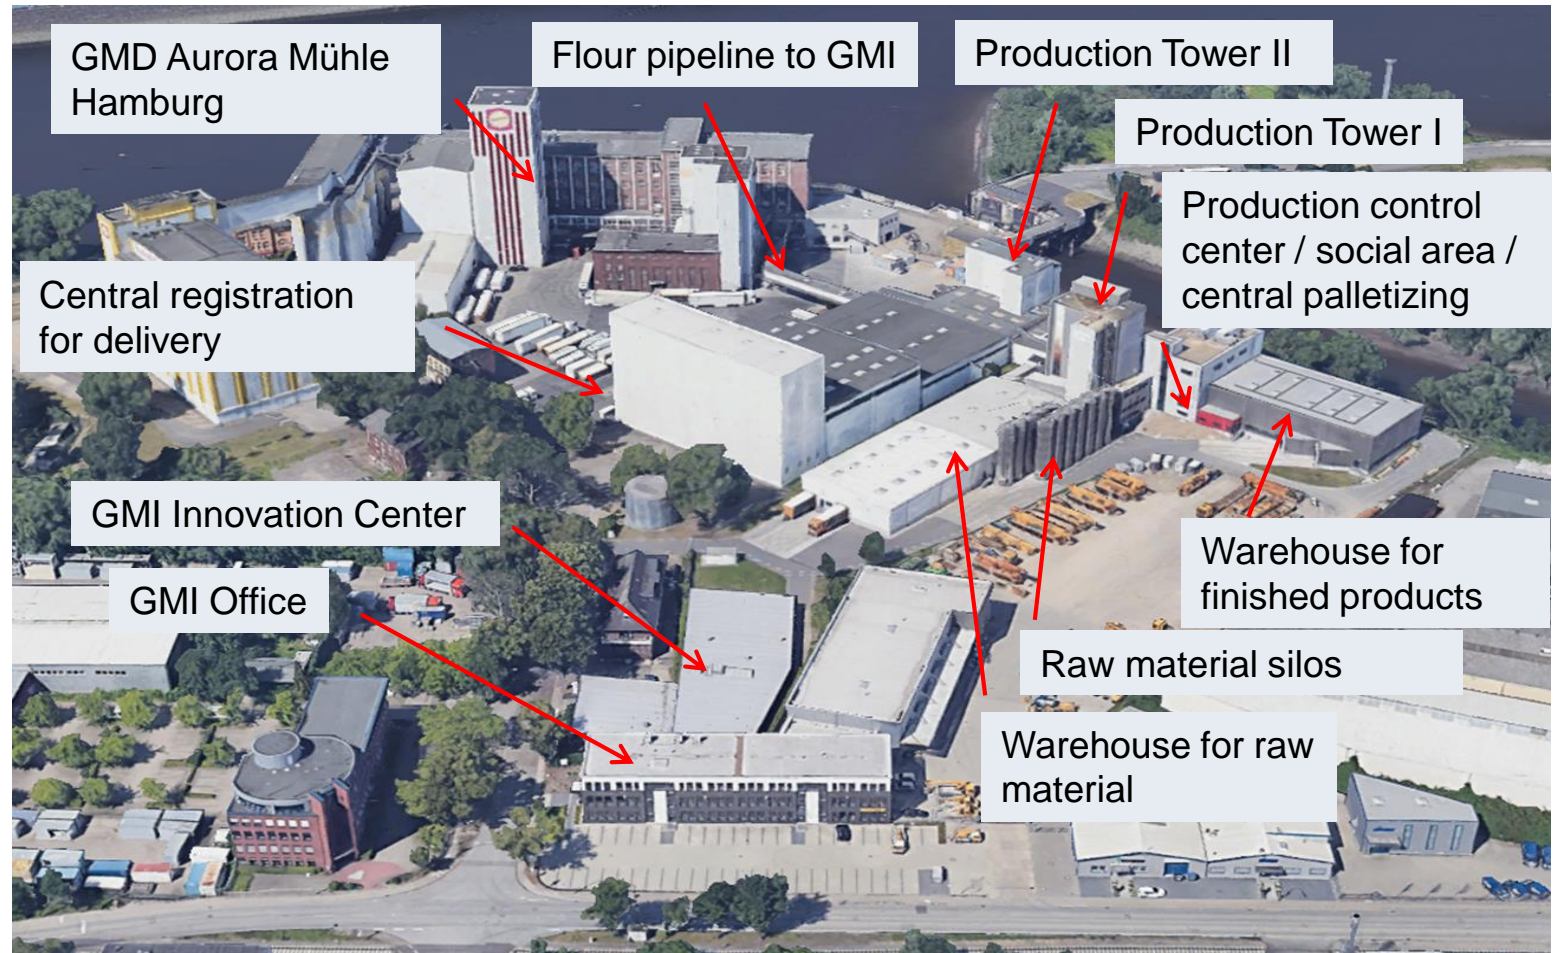 GMD Aurora Mühle
Hamburg
Flour pipeline to GMI
Production Tower II
Production Tower I
Production control
center / social area /
central palletizing
Central registration
for delivery
GMI Innovation Center
GMI Office
Warehouse for
finished products
Raw material silos
Warehouse for raw
material